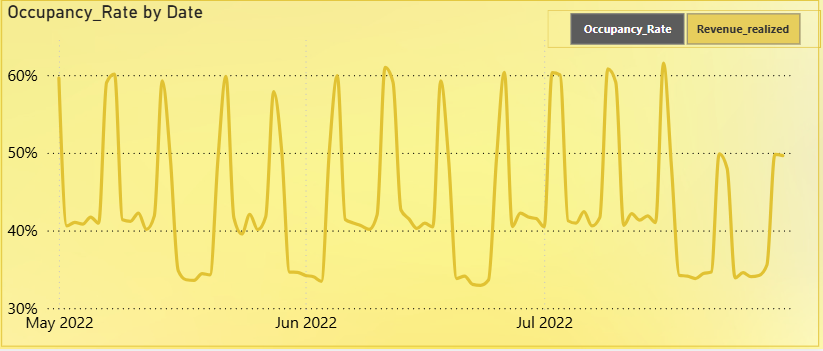 Occupancy_Rate by Date
Occupancy_Rate
Revenue_realized
60%
50%
40%
30%
May 2022
Jun 2022
Jul 2022